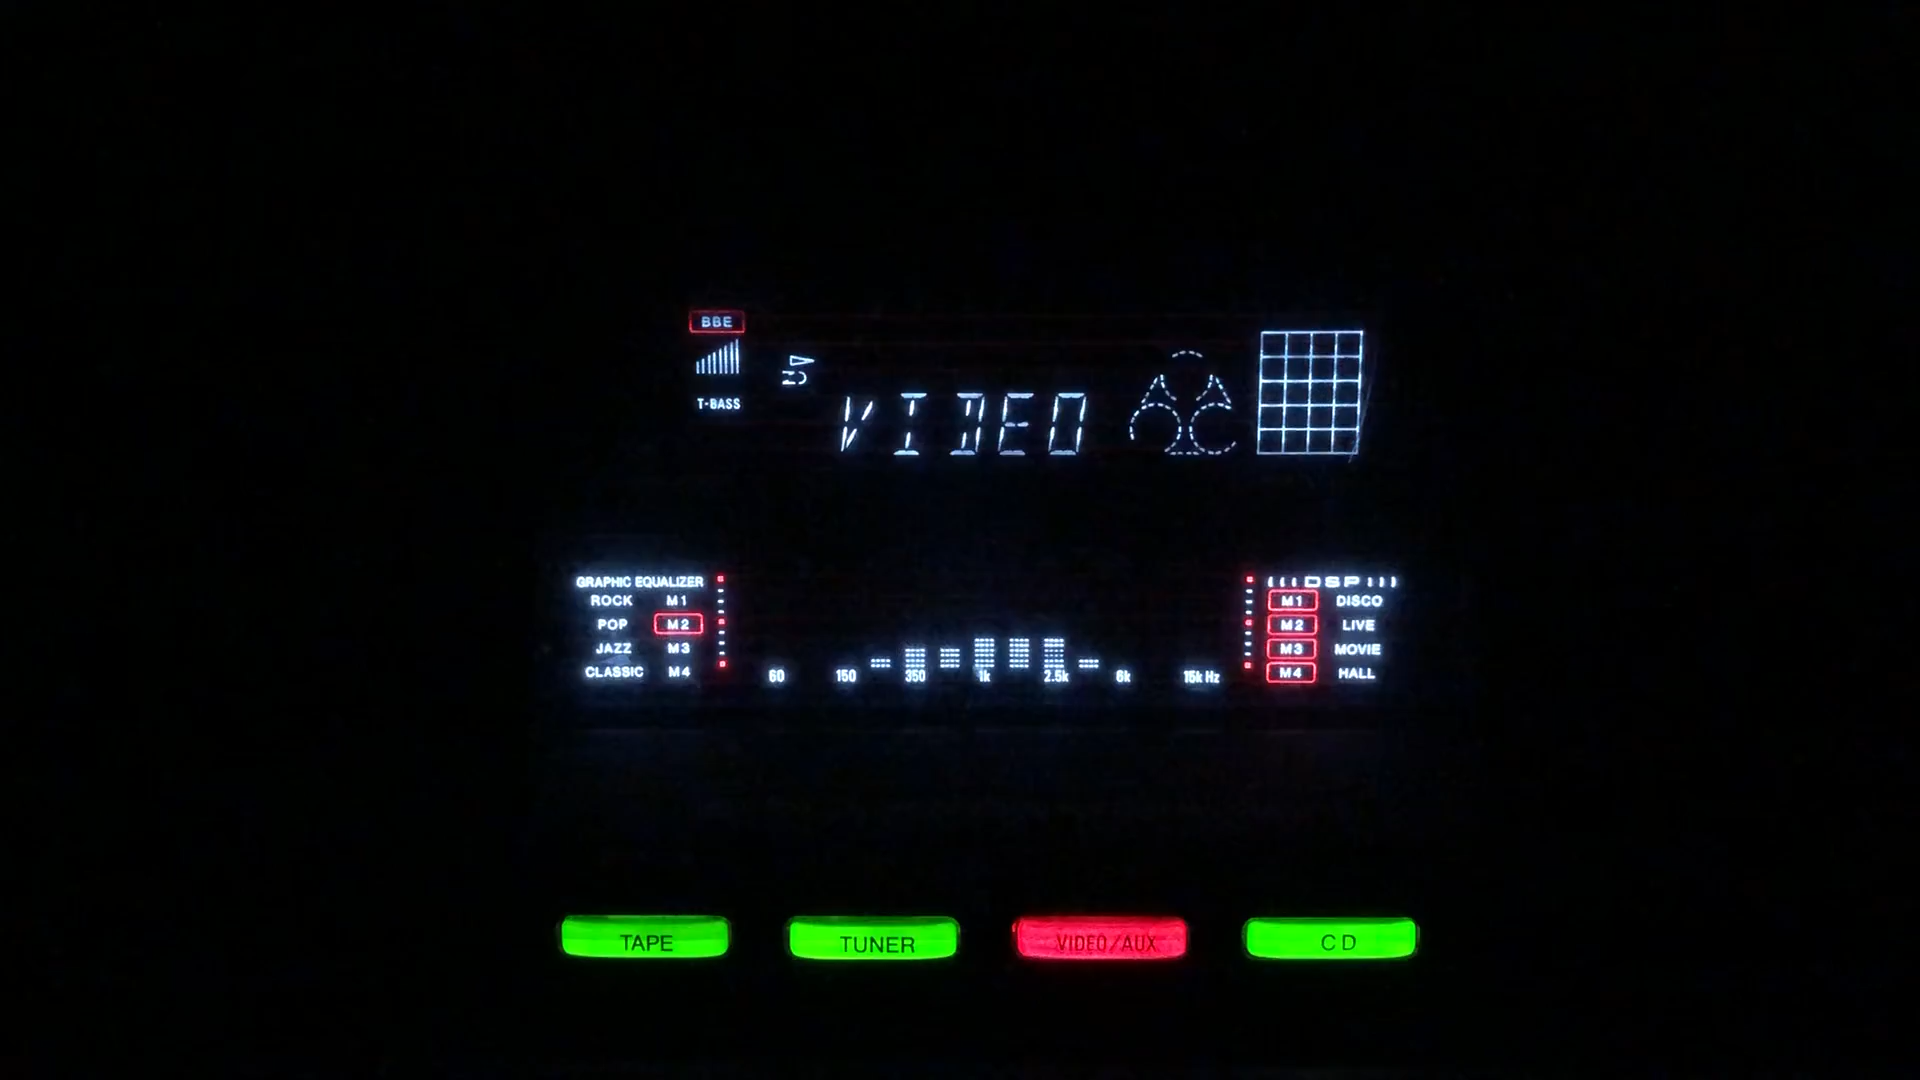 BBE
T-BASS
VIDEO
GRAPHIC EQUALIZER
ROCK M1
POP M2
JAZZ M3
CLASSIC M4
60 150 350 1k 2.5k 6k 15k Hz
DSP
M1 DISCO
M2 LIVE
M3 MOVIE
M4 HALL
TAPE TUNER VIDEO/AUX CD